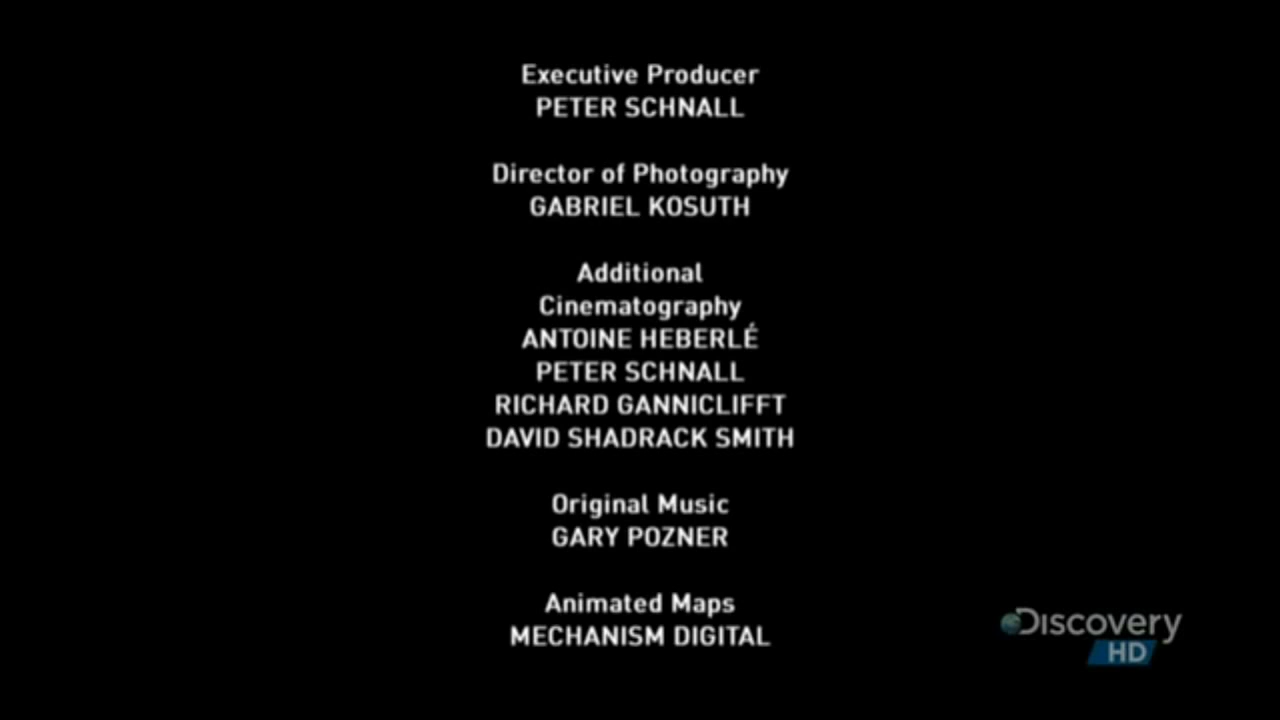 Executive Producer
PETER SCHNALL
Director of Photography
GABRIEL KOSUTH
Additional
Cinematography
ANTOINE HEBERLÉ
PETER SCHNALL
RICHARD GANNICLIFFT
DAVID SHADRACK SMITH
Original Music
GARY POZNER
Animated Maps
MECHANISM DIGITAL
Discovery
HD